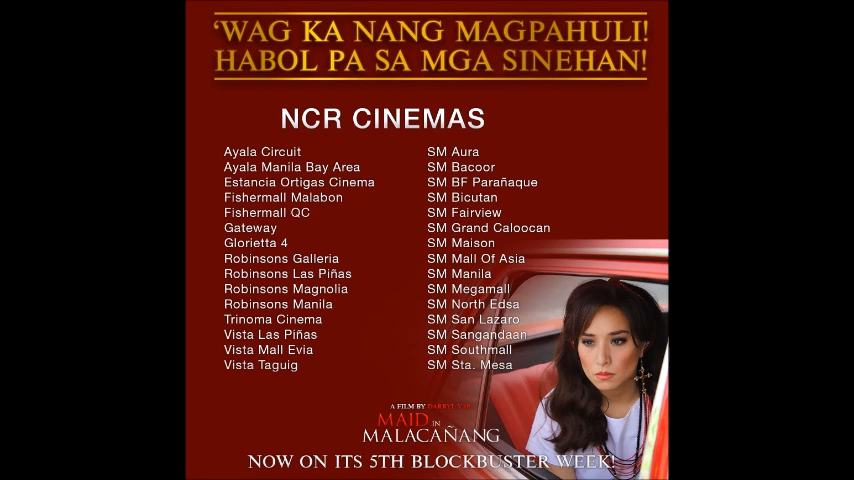 ‘WAG KA NANG MAGPAHULI!
HABOL PA SA MGA SINEHAN!
NCR CINEMAS
Ayala Circuit
Ayala Manila Bay Area
Estancia Ortigas Cinema
Fishermall Malabon
Fishermall QC
Gateway
Glorietta 4
Robinsons Galleria
Robinsons Las Piñas
Robinsons Magnolia
Robinsons Manila
Trinoma Cinema
Vista Las Piñas
Vista Mall Evia
Vista Taguig
SM Aura
SM Bacoor
SM BF Parañaque
SM Bicutan
SM Fairview
SM Grand Caloocan
SM Maison
SM Mall Of Asia
SM Manila
SM Megamall
SM North Edsa
SM San Lazaro
SM Sangandaan
SM Southmall
SM Sta. Mesa
A FILM BY DARRYL YAP
MAID IN
MALACAÑANG
NOW ON ITS 5TH BLOCKBUSTER WEEK!